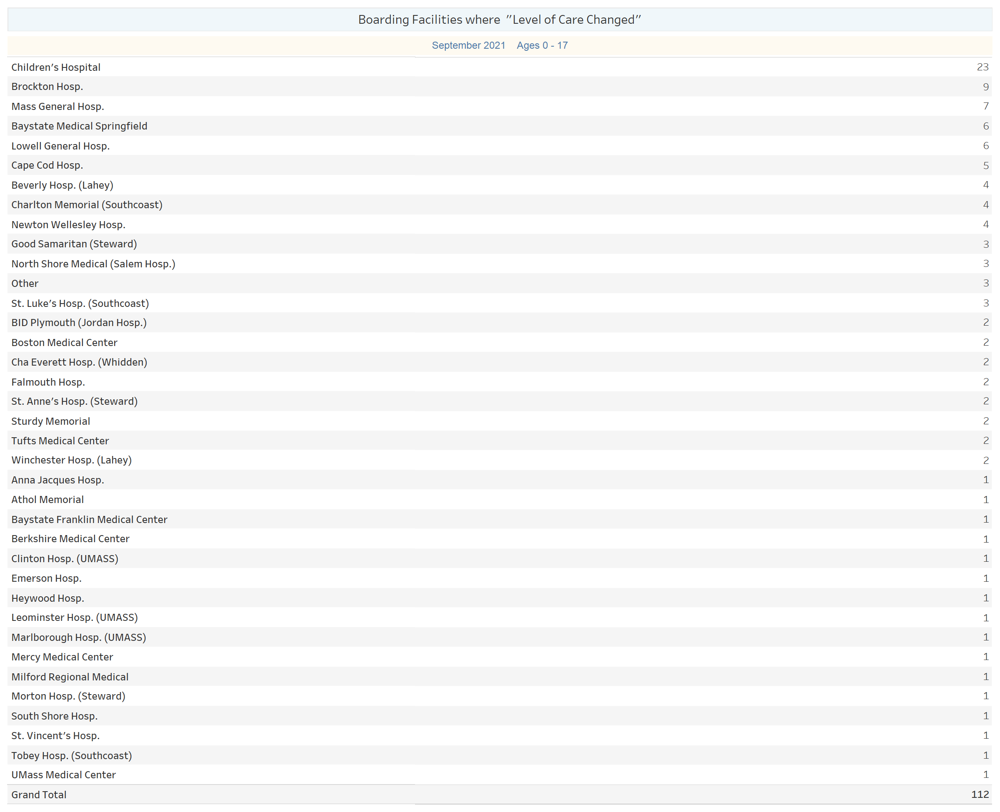 Boarding Facilities where "Level of Care Changed"
September 2021 Ages 0 - 17
Children's Hospital 23
Brockton Hosp. 9
Mass General Hosp. 7
Baystate Medical Springfield 6
Lowell General Hosp. 6
Cape Cod Hosp. 5
Beverly Hosp. (Lahey) 4
Charlton Memorial (Southcoast) 4
Newton Wellesley Hosp. 4
Good Samaritan (Steward) 3
North Shore Medical (Salem Hosp.) 3
Other 3
St. Luke's Hosp. (Southcoast) 3
BID Plymouth (Jordan Hosp.) 2
Boston Medical Center 2
Cha Everett Hosp. (Whidden) 2
Falmouth Hosp. 2
St. Anne's Hosp. (Steward) 2
Sturdy Memorial 2
Tufts Medical Center 2
Winchester Hosp. (Lahey) 2
Anna Jacques Hosp. 1
Athol Memorial 1
Baystate Franklin Medical Center 1
Berkshire Medical Center 1
Clinton Hosp. (UMASS) 1
Emerson Hosp. 1
Heywood Hosp. 1
Leominster Hosp. (UMASS) 1
Marlborough Hosp. (UMASS) 1
Mercy Medical Center 1
Milford Regional Medical 1
Morton Hosp. (Steward) 1
South Shore Hosp. 1
St. Vincent's Hosp. 1
Tobey Hosp. (Southcoast) 1
UMass Medical Center 1
Grand Total 112